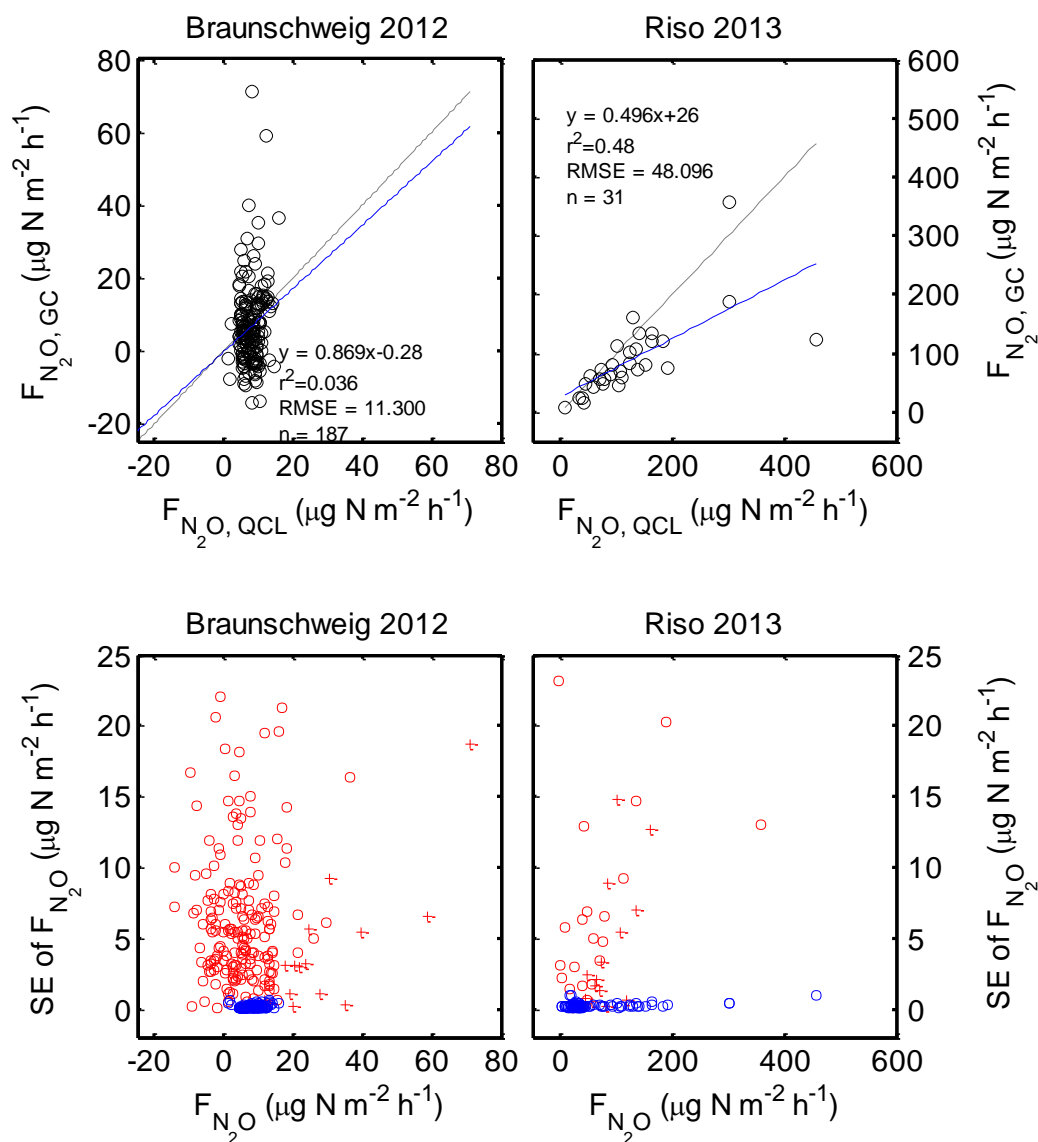 Braunschweig 2012
Riso 2013
80
60
40
20
0
-20
F_N₂O, GC (μg N m⁻² h⁻¹)
y = 0.869x-0.28
r²=0.036
RMSE = 11.300
n = 187
-20 0 20 40 60 80
F_N₂O, QCL (μg N m⁻² h⁻¹)
y = 0.496x+26
r²=0.48
RMSE = 48.096
n = 31
600
500
400
300
200
100
0
F_N₂O, GC (μg N m⁻² h⁻¹)
0 200 400 600
F_N₂O, QCL (μg N m⁻² h⁻¹)
Braunschweig 2012
Riso 2013
25
20
15
10
5
0
SE of F_N₂O (μg N m⁻² h⁻¹)
-20 0 20 40 60 80
F_N₂O (μg N m⁻² h⁻¹)
25
20
15
10
5
0
SE of F_N₂O (μg N m⁻² h⁻¹)
0 200 400 600
F_N₂O (μg N m⁻² h⁻¹)